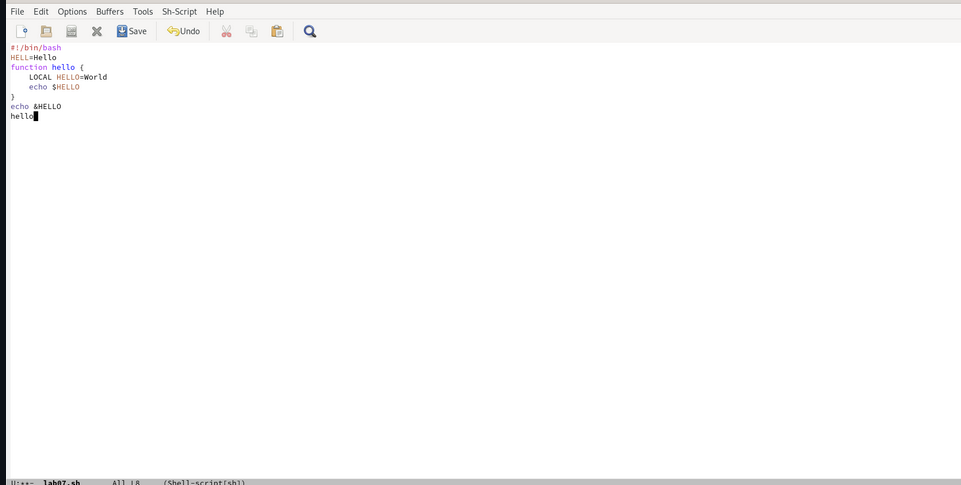 File Edit Options Buffers Tools Sh-Script Help
Save Undo
#!/bin/bash
HELL=Hello
function hello {
    LOCAL HELLO=World
    echo $HELLO
}
echo &HELLO
hello
U:**- lab07.sh All L8 (Shell-script[sh])